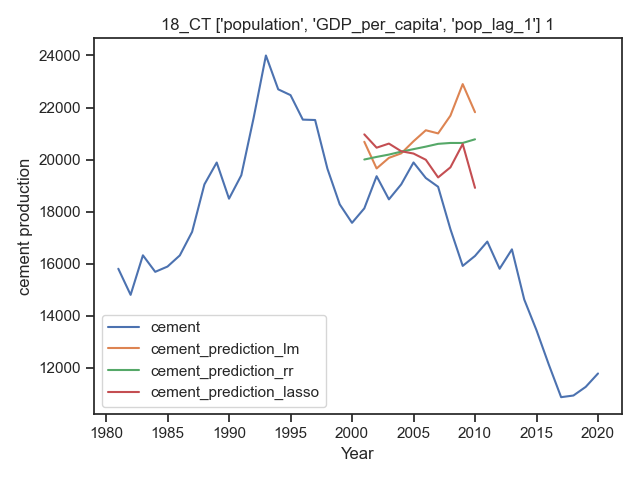 18_CT ['population', 'GDP_per_capita', 'pop_lag_1'] 1
24000
22000
20000
18000
16000
14000
12000
cement production
cement
cement_prediction_lm
cement_prediction_rr
cement_prediction_lasso
1980 1985 1990 1995 2000 2005 2010 2015 2020
Year